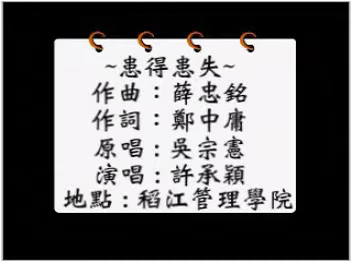 ~患得患失~
作曲：薛忠銘
作詞：鄭中庸
原唱：吳宗憲
演唱：許承穎
地點：稻江管理學院